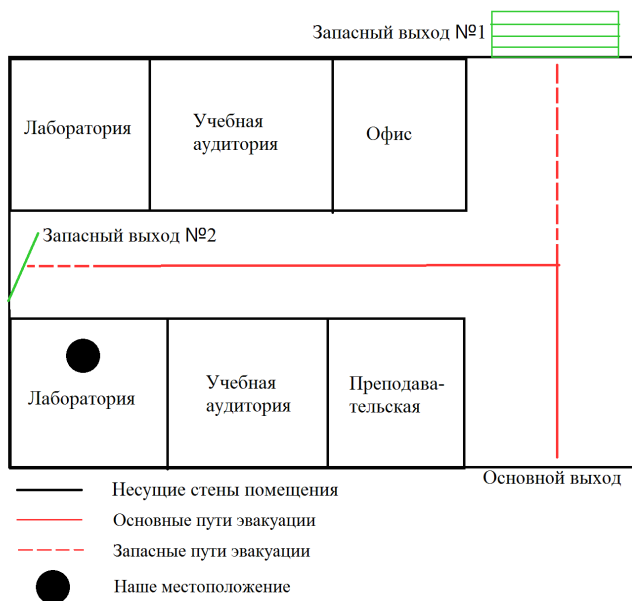 Запасный выход №1
Лаборатория
Учебная
аудитория
Офис
Запасный выход №2
Лаборатория
Учебная
аудитория
Преподава-
тельская
Основной выход
Несущие стены помещения
Основные пути эвакуации
Запасные пути эвакуации
Наше местоположение